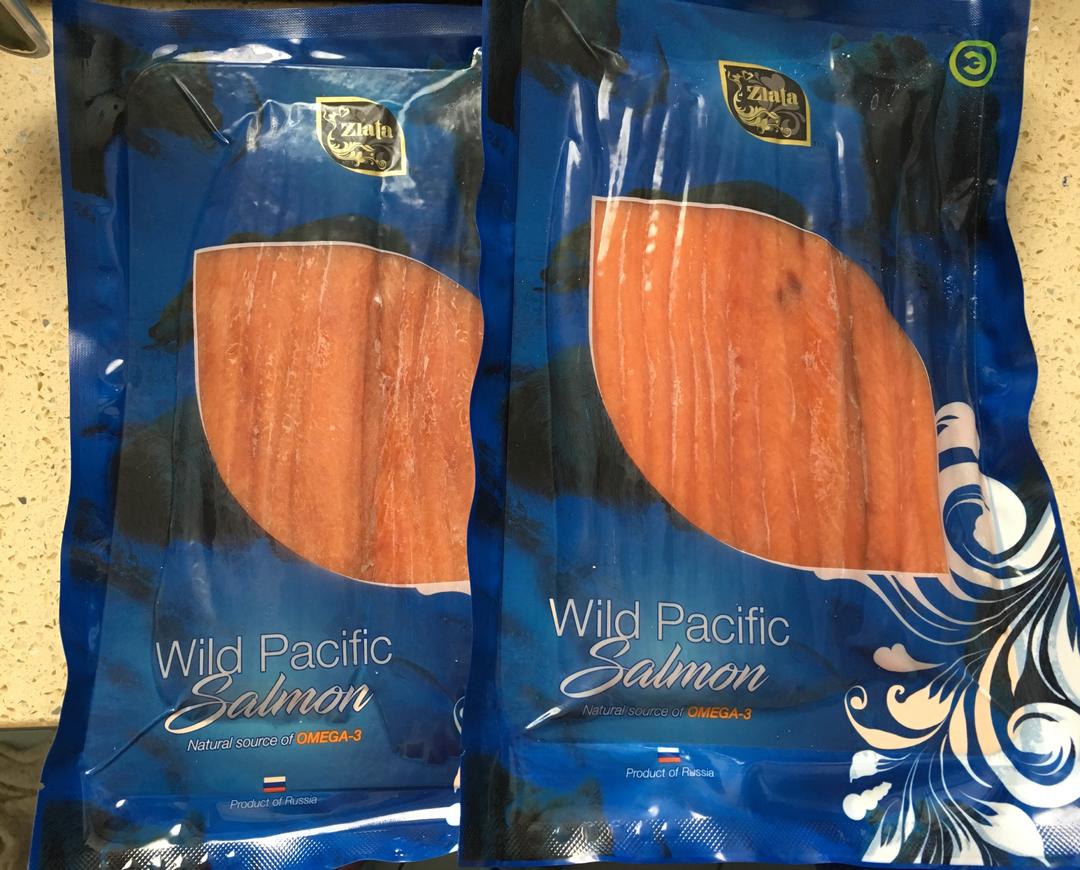 Zlata
Wild Pacific
Salmon
Natural source of OMEGA-3
Product of Russia
Zlata
TM
Э
Wild Pacific
Salmon
Natural source of OMEGA-3
Product of Russia